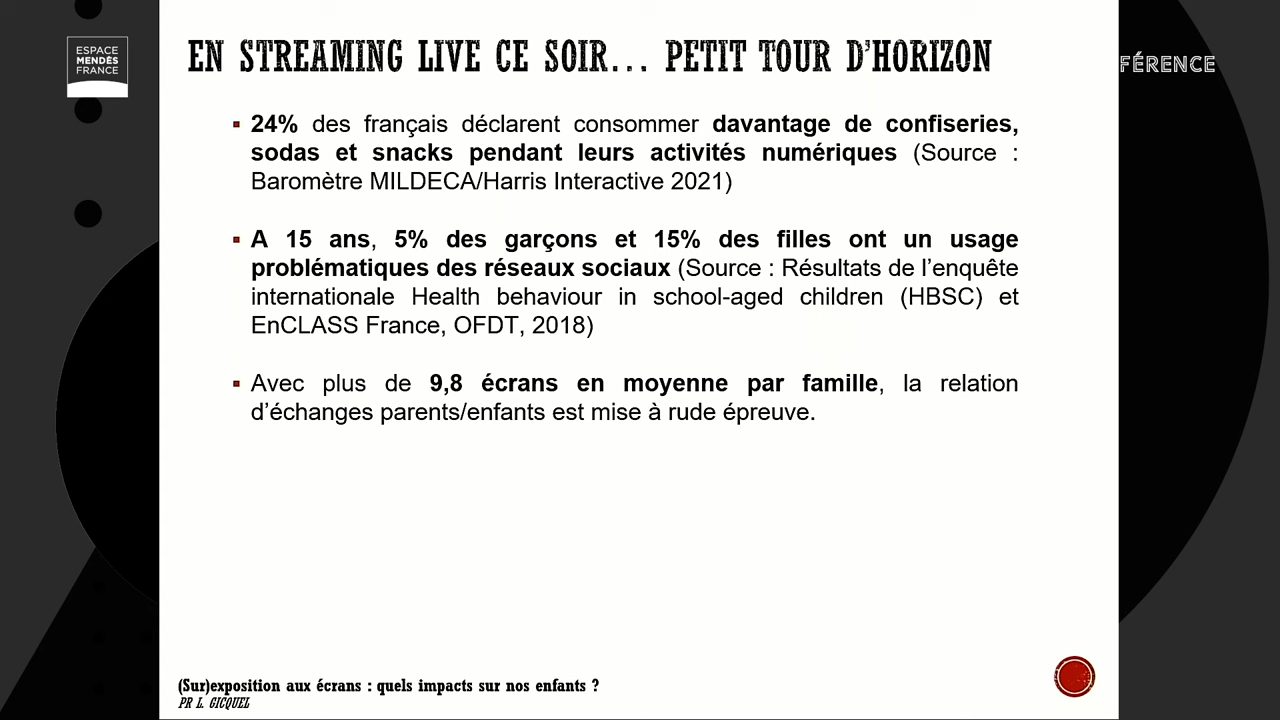 ESPACE
MENDÈS
FRANCE
EN STREAMING LIVE CE SOIR... PETIT TOUR D'HORIZON
FÉRENCE
24% des français déclarent consommer davantage de confiseries,
sodas et snacks pendant leurs activités numériques (Source :
Baromètre MILDECA/Harris Interactive 2021)
A 15 ans, 5% des garçons et 15% des filles ont un usage
problématiques des réseaux sociaux (Source : Résultats de l'enquête
internationale Health behaviour in school-aged children (HBSC) et
EnCLASS France, OFDT, 2018)
Avec plus de 9,8 écrans en moyenne par famille, la relation
d'échanges parents/enfants est mise à rude épreuve.
(Sur)exposition aux écrans : quels impacts sur nos enfants ?
PR L. GICQUEL